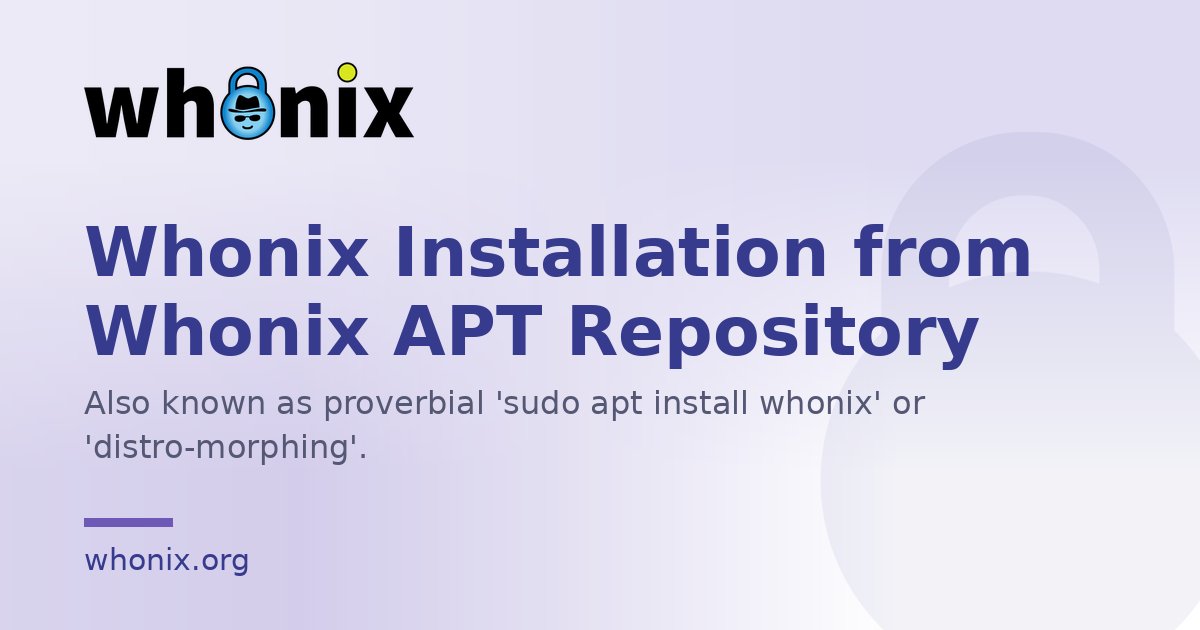 whonix
Whonix Installation from
Whonix APT Repository
Also known as proverbial 'sudo apt install whonix' or
'distro-morphing'.
whonix.org